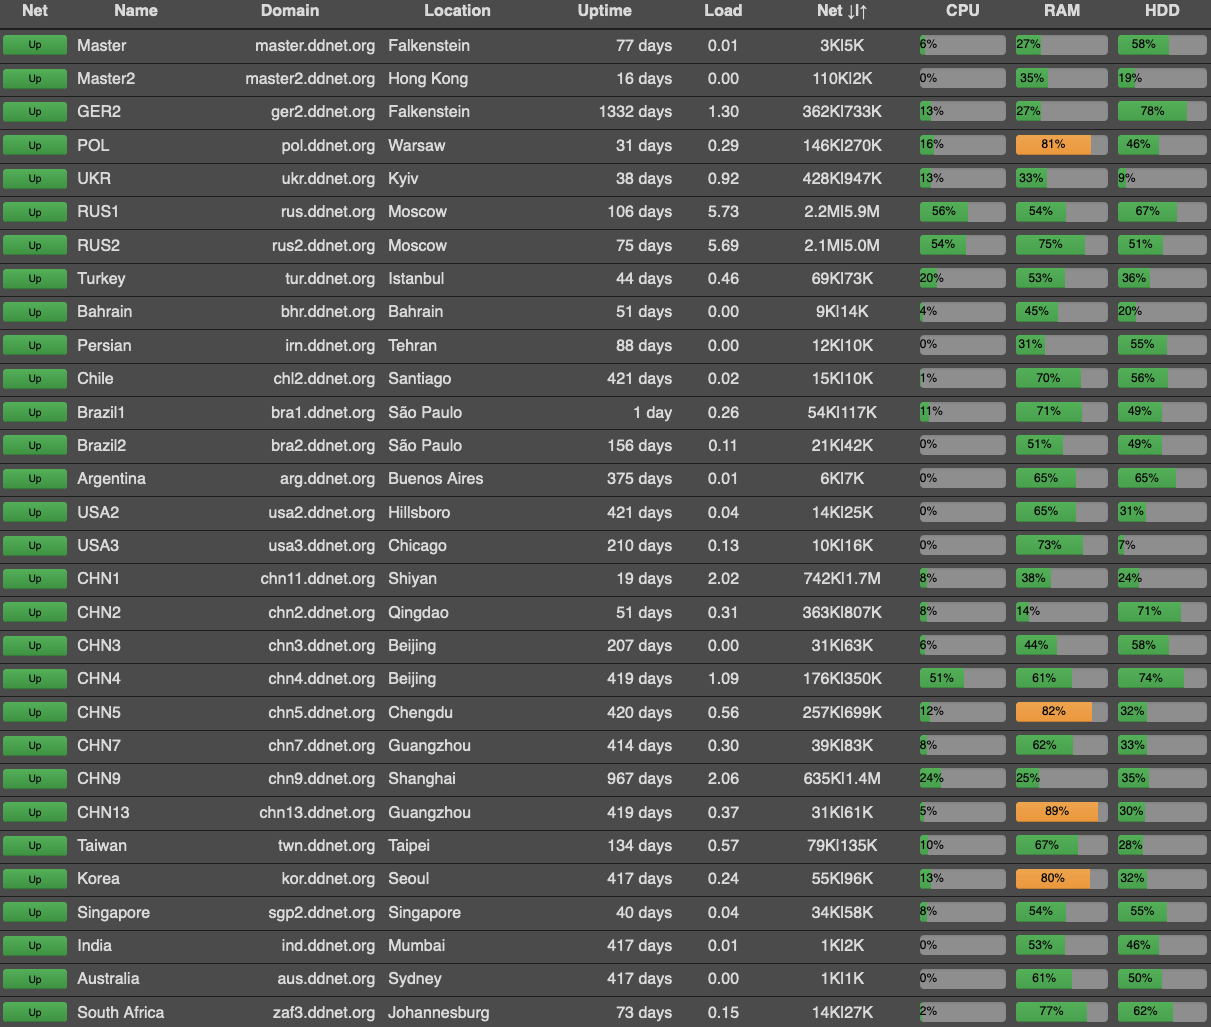 Net Name Domain Location Uptime Load Net ↓|↑ CPU RAM HDD
Up Master master.ddnet.org Falkenstein 77 days 0.01 3K|5K 6% 27% 58%
Up Master2 master2.ddnet.org Hong Kong 16 days 0.00 110K|2K 0% 35% 19%
Up GER2 ger2.ddnet.org Falkenstein 1332 days 1.30 362K|733K 13% 27% 78%
Up POL pol.ddnet.org Warsaw 31 days 0.29 146K|270K 16% 81% 46%
Up UKR ukr.ddnet.org Kyiv 38 days 0.92 428K|947K 13% 33% 9%
Up RUS1 rus.ddnet.org Moscow 106 days 5.73 2.2M|5.9M 56% 54% 67%
Up RUS2 rus2.ddnet.org Moscow 75 days 5.69 2.1M|5.0M 54% 75% 51%
Up Turkey tur.ddnet.org Istanbul 44 days 0.46 69K|73K 20% 53% 36%
Up Bahrain bhr.ddnet.org Bahrain 51 days 0.00 9K|14K 4% 45% 20%
Up Persian irn.ddnet.org Tehran 88 days 0.00 12K|10K 0% 31% 55%
Up Chile chl2.ddnet.org Santiago 421 days 0.02 15K|10K 1% 70% 56%
Up Brazil1 bra1.ddnet.org São Paulo 1 day 0.26 54K|117K 11% 71% 49%
Up Brazil2 bra2.ddnet.org São Paulo 156 days 0.11 21K|42K 0% 51% 49%
Up Argentina arg.ddnet.org Buenos Aires 375 days 0.01 6K|7K 0% 65% 65%
Up USA2 usa2.ddnet.org Hillsboro 421 days 0.04 14K|25K 0% 65% 31%
Up USA3 usa3.ddnet.org Chicago 210 days 0.13 10K|16K 0% 73% 7%
Up CHN1 chn11.ddnet.org Shiyan 19 days 2.02 742K|1.7M 8% 38% 24%
Up CHN2 chn2.ddnet.org Qingdao 51 days 0.31 363K|807K 8% 14% 71%
Up CHN3 chn3.ddnet.org Beijing 207 days 0.00 31K|63K 6% 44% 58%
Up CHN4 chn4.ddnet.org Beijing 419 days 1.09 176K|350K 51% 61% 74%
Up CHN5 chn5.ddnet.org Chengdu 420 days 0.56 257K|699K 12% 82% 32%
Up CHN7 chn7.ddnet.org Guangzhou 414 days 0.30 39K|83K 8% 62% 33%
Up CHN9 chn9.ddnet.org Shanghai 967 days 2.06 635K|1.4M 24% 25% 35%
Up CHN13 chn13.ddnet.org Guangzhou 419 days 0.37 31K|61K 5% 89% 30%
Up Taiwan twn.ddnet.org Taipei 134 days 0.57 79K|135K 10% 67% 28%
Up Korea kor.ddnet.org Seoul 417 days 0.24 55K|96K 13% 80% 32%
Up Singapore sgp2.ddnet.org Singapore 40 days 0.04 34K|58K 8% 54% 55%
Up India ind.ddnet.org Mumbai 417 days 0.01 1K|2K 0% 53% 46%
Up Australia aus.ddnet.org Sydney 417 days 0.00 1K|1K 0% 61% 50%
Up South Africa zaf3.ddnet.org Johannesburg 73 days 0.15 14K|27K 2% 77% 62%